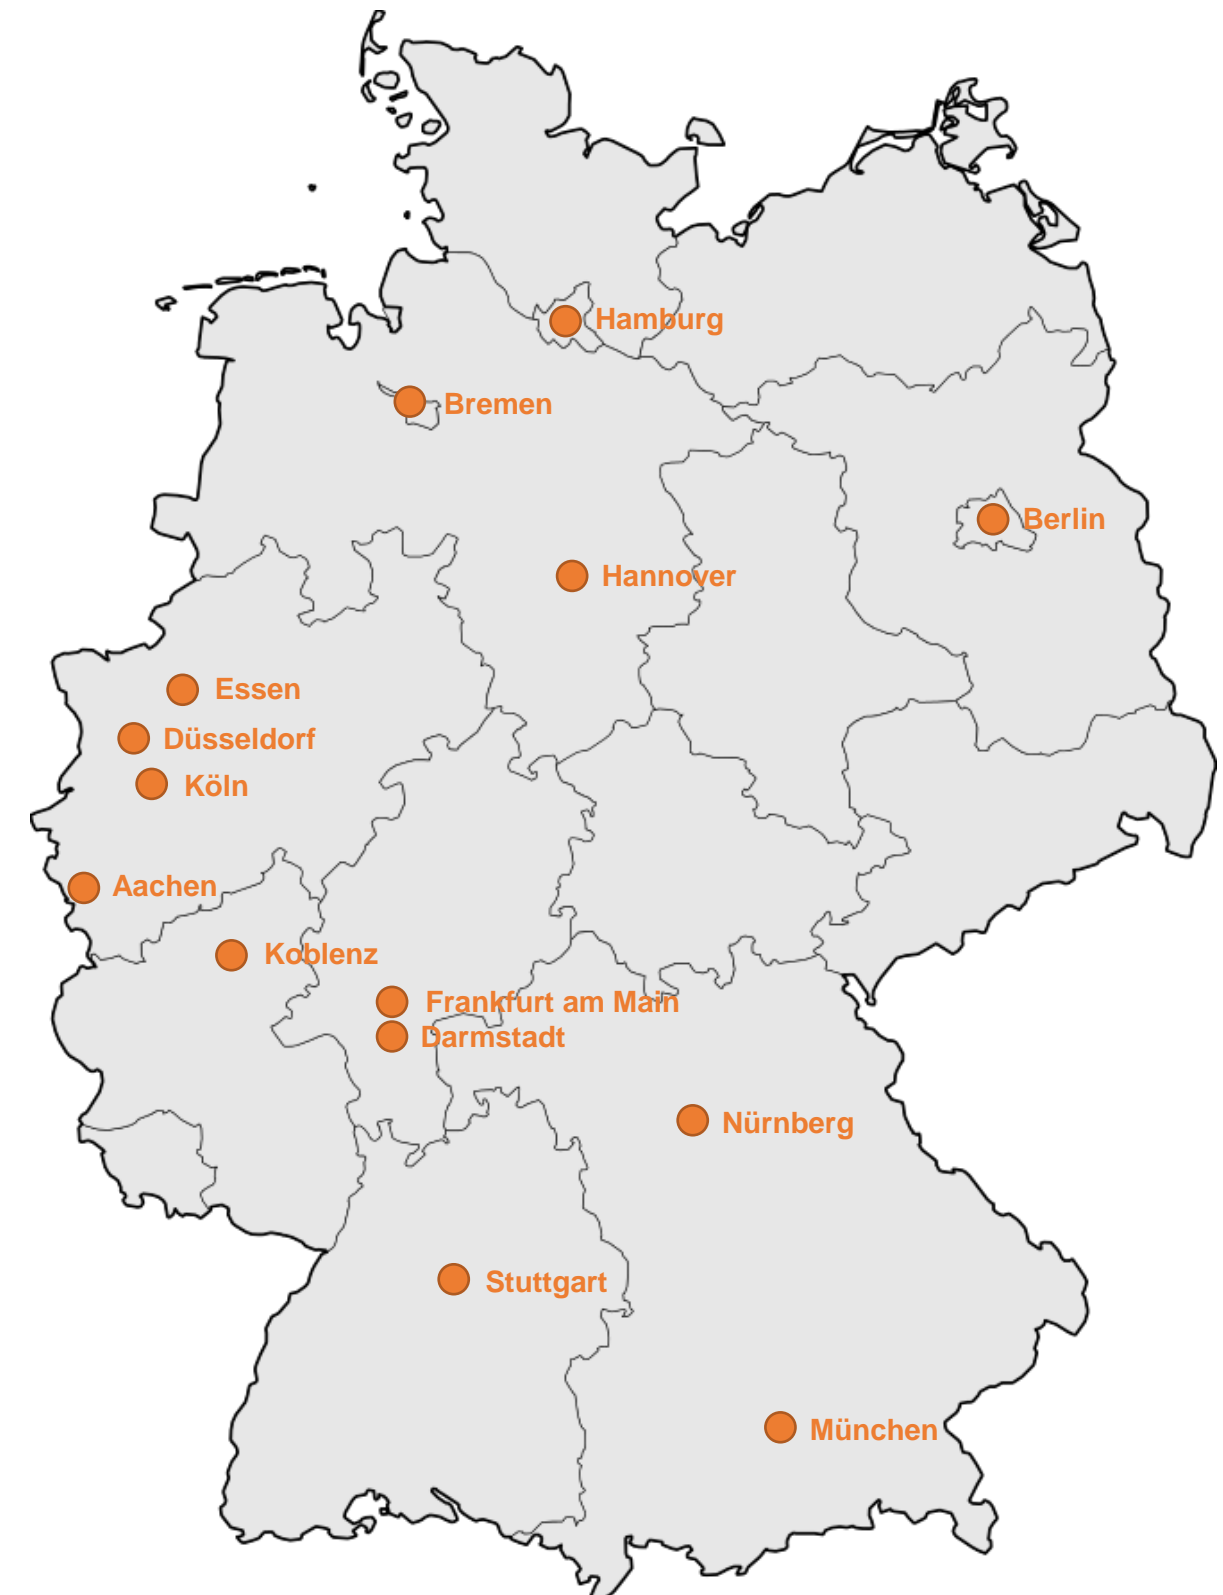 Hamburg
Bremen
Berlin
Hannover
Essen
Düsseldorf
Köln
Aachen
Koblenz
Frankfurt am Main
Darmstadt
Nürnberg
Stuttgart
München